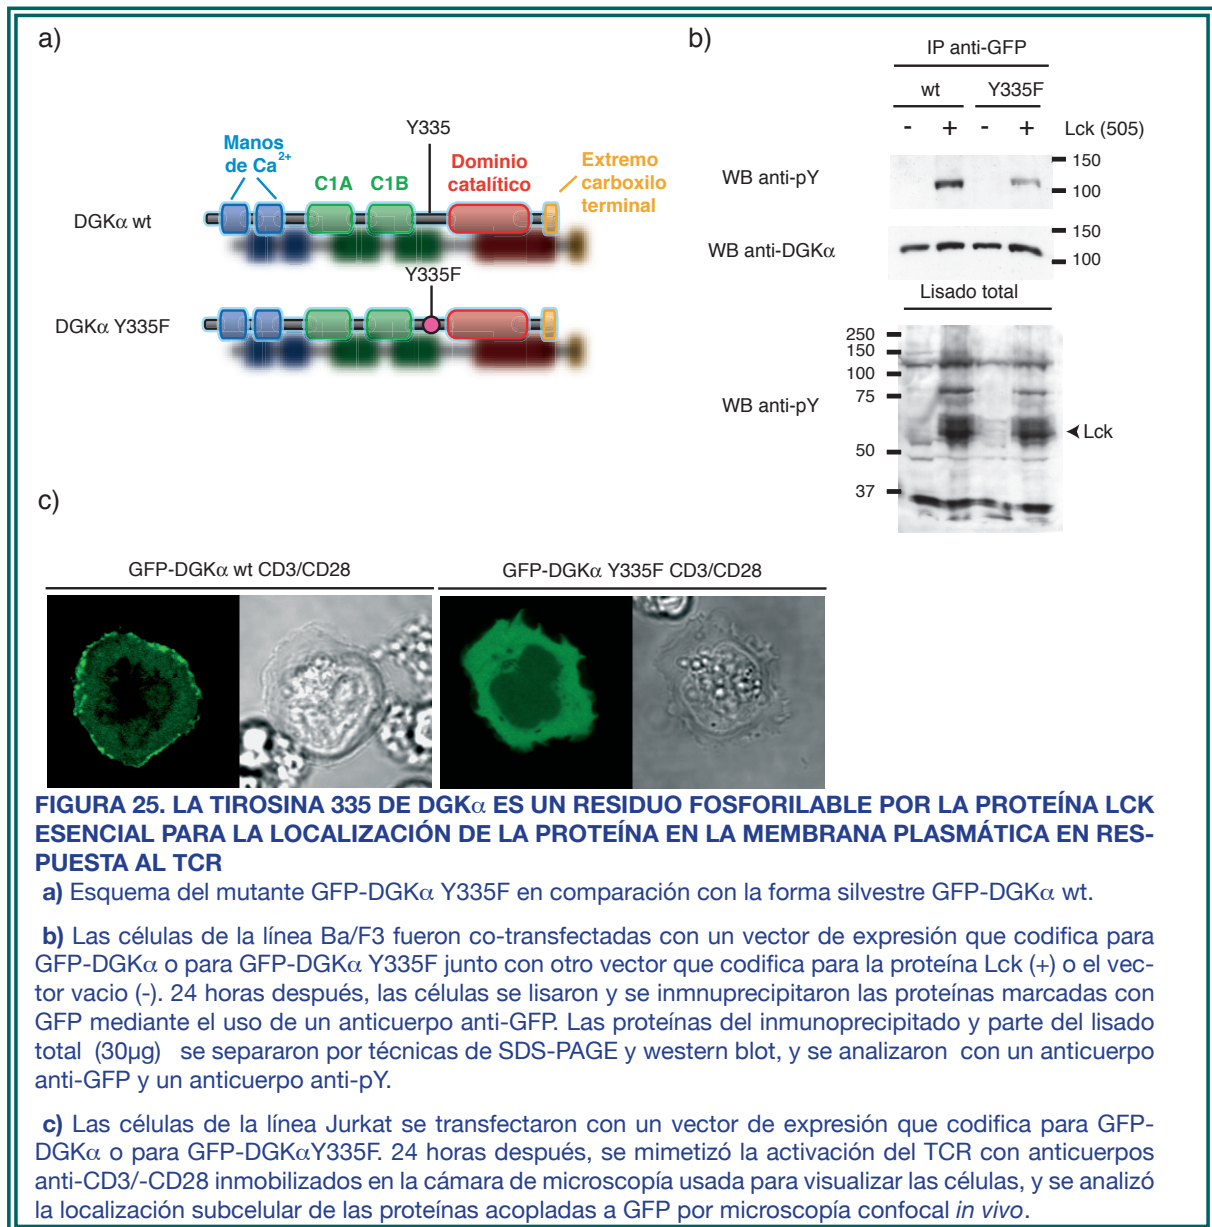 a)
Y335
Manos
de Ca2+
C1A
C1B
Dominio
catalítico
Extremo
carboxilo
terminal
DGKα wt
Y335F
DGKα Y335F
b)
IP anti-GFP
wt Y335F
- + - + Lck (505)
WB anti-pY
150
100
WB anti-DGKα
150
100
Lisado total
250
150
100
75
WB anti-pY
Lck
50
37
c)
GFP-DGKα wt CD3/CD28
GFP-DGKα Y335F CD3/CD28
FIGURA 25. LA TIROSINA 335 DE DGKα ES UN RESIDUO FOSFORILABLE POR LA PROTEÍNA LCK
ESENCIAL PARA LA LOCALIZACIÓN DE LA PROTEÍNA EN LA MEMBRANA PLASMÁTICA EN RES-
PUESTA AL TCR
a) Esquema del mutante GFP-DGKα Y335F en comparación con la forma silvestre GFP-DGKα wt.
b) Las células de la línea Ba/F3 fueron co-transfectadas con un vector de expresión que codifica para
GFP-DGKα o para GFP-DGKα Y335F junto con otro vector que codifica para la proteína Lck (+) o el vec-
tor vacio (-). 24 horas después, las células se lisaron y se inmnuprecipitaron las proteínas marcadas con
GFP mediante el uso de un anticuerpo anti-GFP. Las proteínas del inmunoprecipitado y parte del lisado
total (30µg) se separaron por técnicas de SDS-PAGE y western blot, y se analizaron con un anticuerpo
anti-GFP y un anticuerpo anti-pY.
c) Las células de la línea Jurkat se transfectaron con un vector de expresión que codifica para GFP-
DGKα o para GFP-DGKαY335F. 24 horas después, se mimetizó la activación del TCR con anticuerpos
anti-CD3/-CD28 inmobilizados en la cámara de microscopía usada para visualizar las células, y se analizó
la localización subcelular de las proteínas acopladas a GFP por microscopía confocal in vivo.